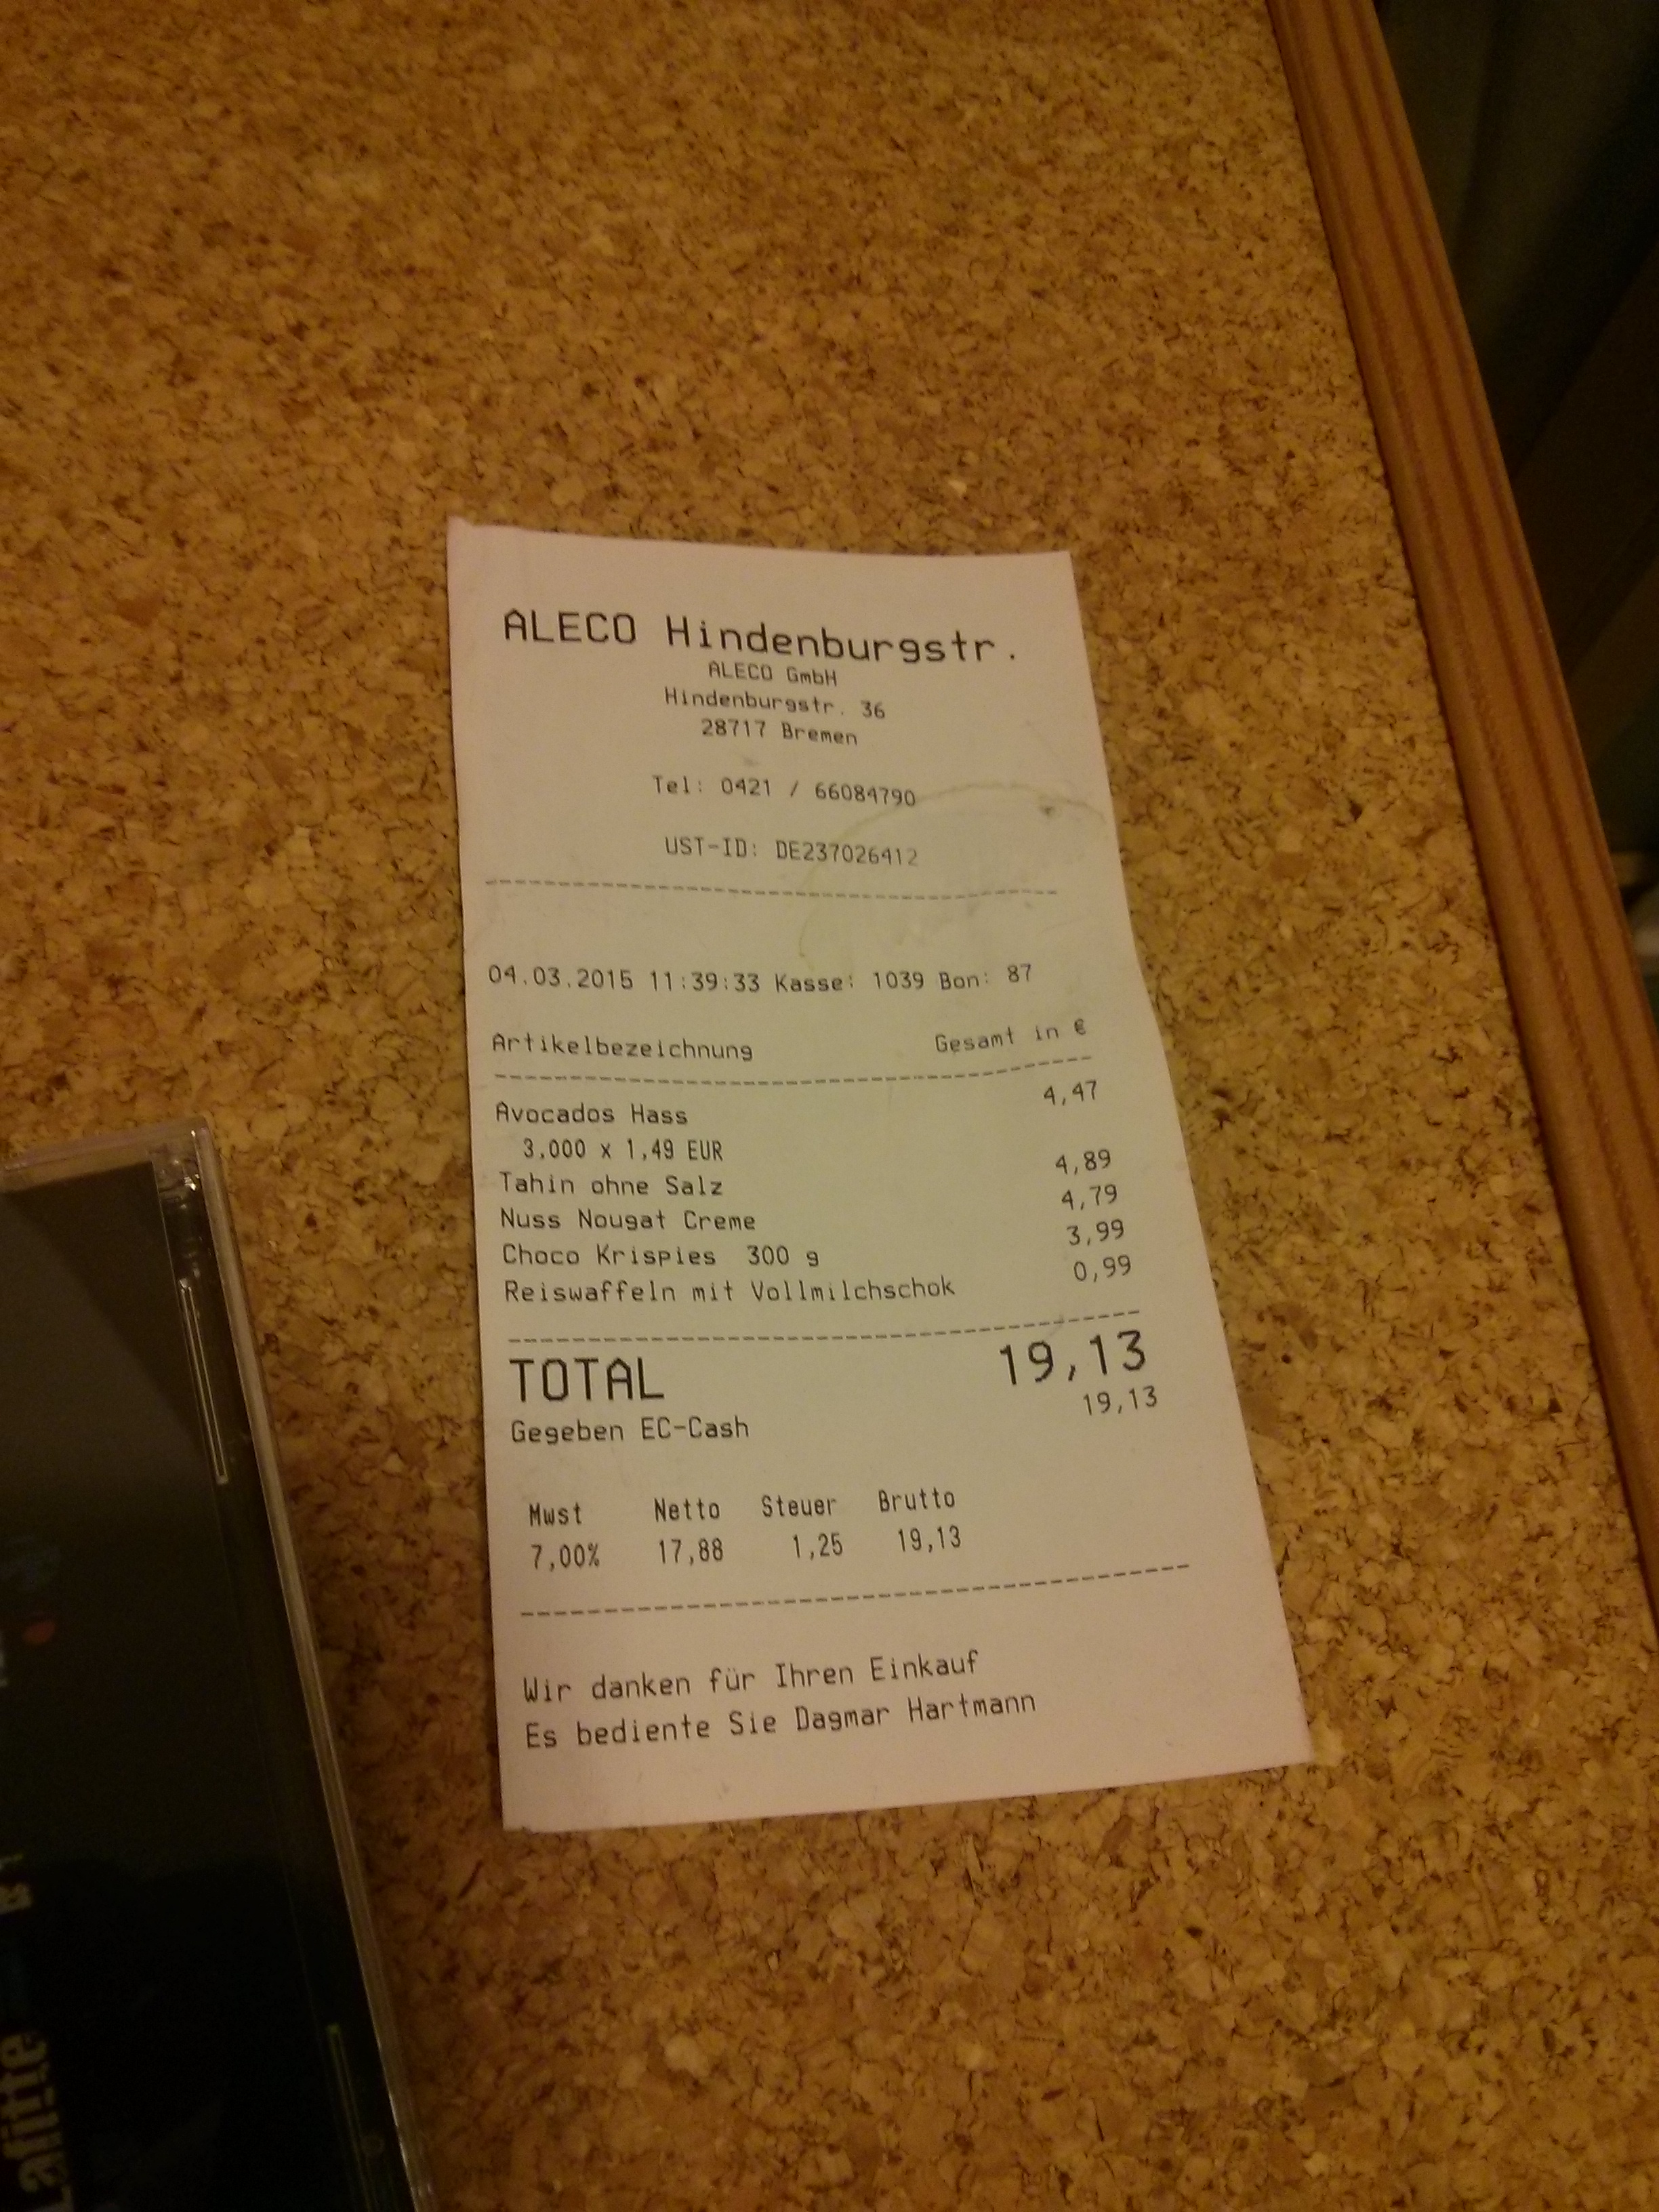 ALECO Hindenburgstr.
ALECO GmbH
Hindenburgstr. 36
28717 Bremen
Tel: 0421 / 66084790
UST-ID: DE237026412
04.03.2015 11:39:33 Kasse: 1039 Bon: 87
Artikelbezeichnung Gesamt in €
Avocados Hass 4,47
3,000 x 1,49 EUR
Tahin ohne Salz 4,89
Nuss Nougat Creme 4,79
Choco Krispies 300 g 3,99
Reiswaffeln mit Vollmilchschok 0,99
TOTAL 19,13
Gegeben EC-Cash 19,13
Mwst Netto Steuer Brutto
7,00% 17,88 1,25 19,13
Wir danken für Ihren Einkauf
Es bediente Sie Dagmar Hartmann